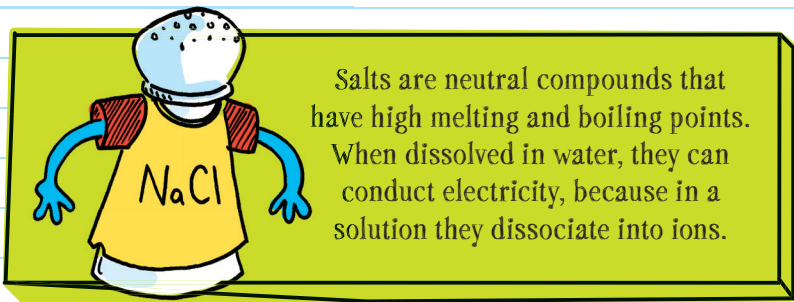 NaCl
Salts are neutral compounds that
have high melting and boiling points.
When dissolved in water, they can
conduct electricity, because in a
solution they dissociate into ions.